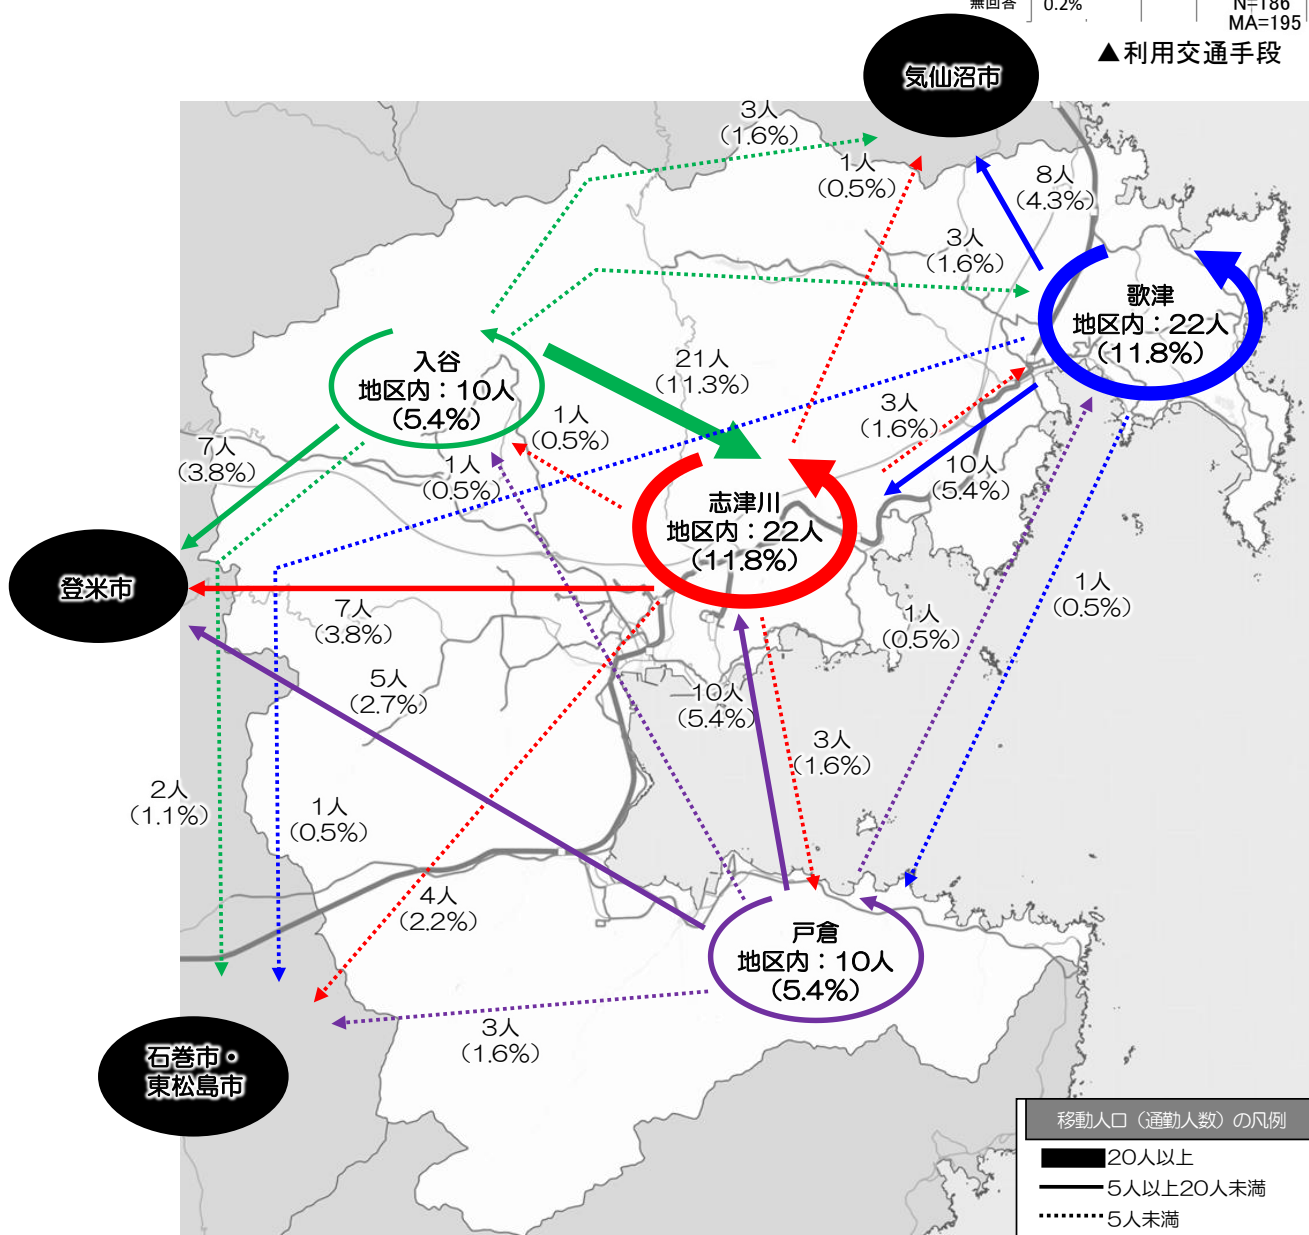 無回答
0.2%
N=186
MA=195
▲利用交通手段
気仙沼市
3人
(1.6%)
1人
(0.5%)
8人
(4.3%)
3人
(1.6%)
歌津
地区内：22人
(11.8%)
入谷
地区内：10人
(5.4%)
21人
(11.3%)
1人
(0.5%)
3人
(1.6%)
7人
(3.8%)
1人
(0.5%)
10人
(5.4%)
志津川
地区内：22人
(11.8%)
登米市
7人
(3.8%)
1人
(0.5%)
1人
(0.5%)
5人
(2.7%)
10人
(5.4%)
3人
(1.6%)
2人
(1.1%)
1人
(0.5%)
4人
(2.2%)
戸倉
地区内：10人
(5.4%)
3人
(1.6%)
石巻市・
東松島市
移動人口（通勤人数）の凡例
20人以上
5人以上20人未満
5人未満